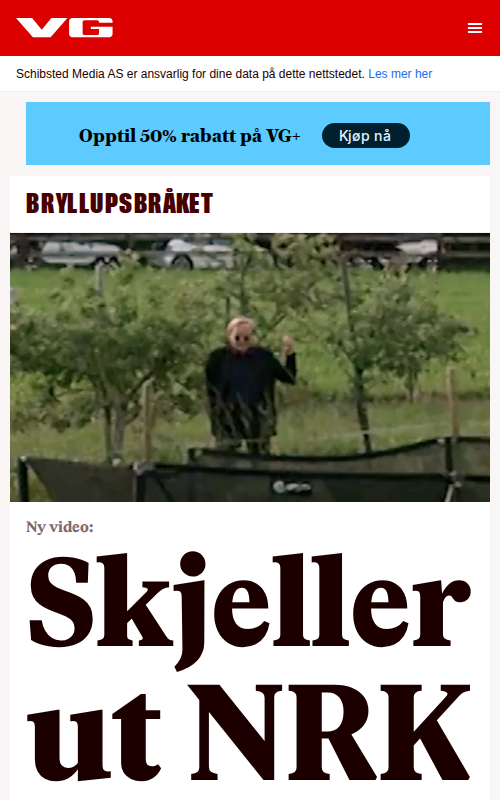 VG
Schibsted Media AS er ansvarlig for dine data på dette nettstedet. Les mer her
Opptil 50% rabatt på VG+ Kjøp nå
BRYLLUPSBRÅKET
Ny video:
Skjeller
ut NRK